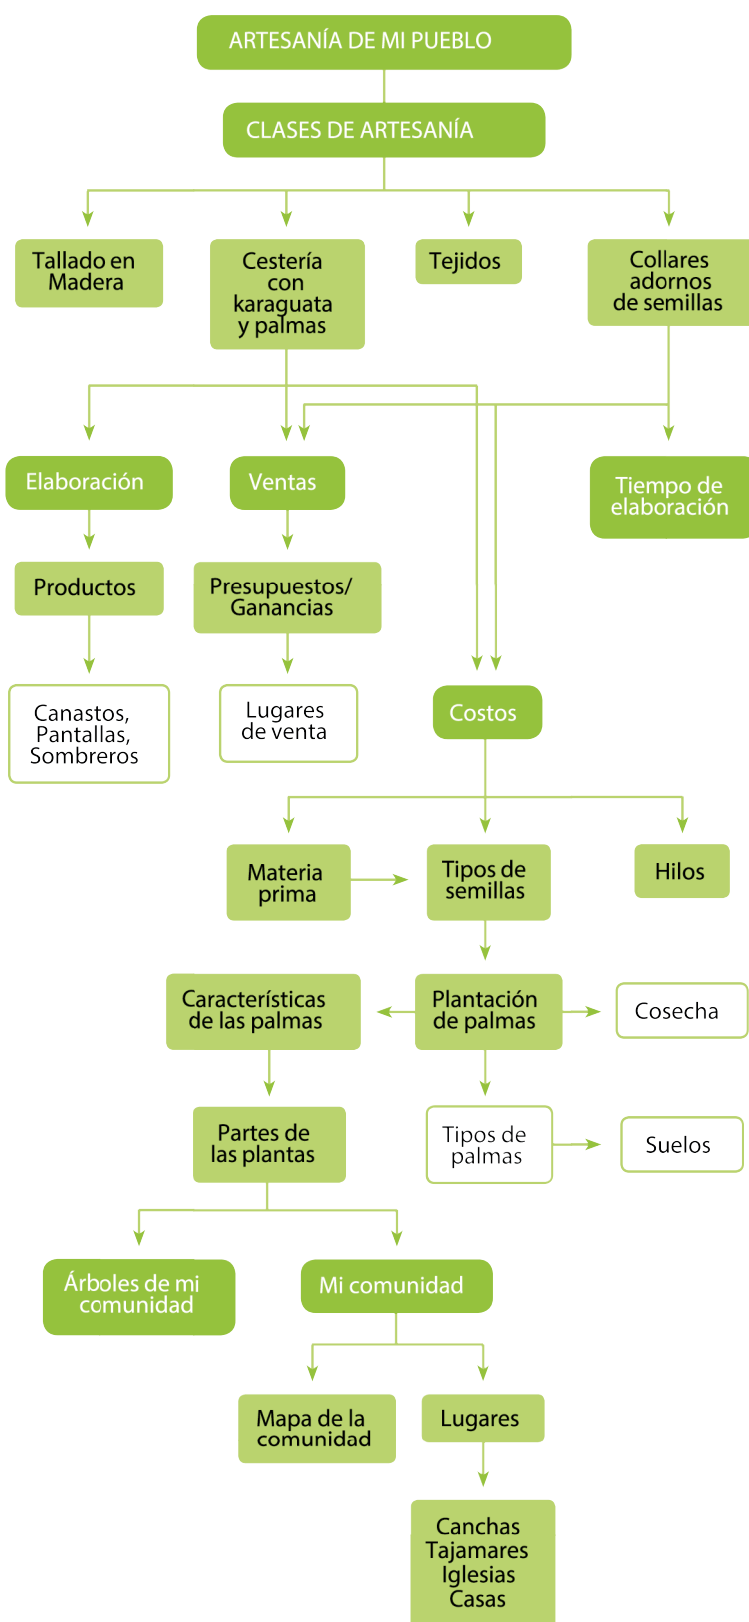 ARTESANÍA DE MI PUEBLO
CLASES DE ARTESANÍA
Tallado en
Madera
Cestería
con
karaguata
y palmas
Tejidos
Collares
adornos
de semillas
Elaboración
Ventas
Tiempo de
elaboración
Productos
Presupuestos/
Ganancias
Canastos,
Pantallas,
Sombreros
Lugares
de venta
Costos
Materia
prima
Tipos de
semillas
Hilos
Características
de las palmas
Plantación
de palmas
Cosecha
Partes de
las plantas
Tipos de
palmas
Suelos
Árboles de mi
comunidad
Mi comunidad
Mapa de la
comunidad
Lugares
Canchas
Tajamares
Iglesias
Casas